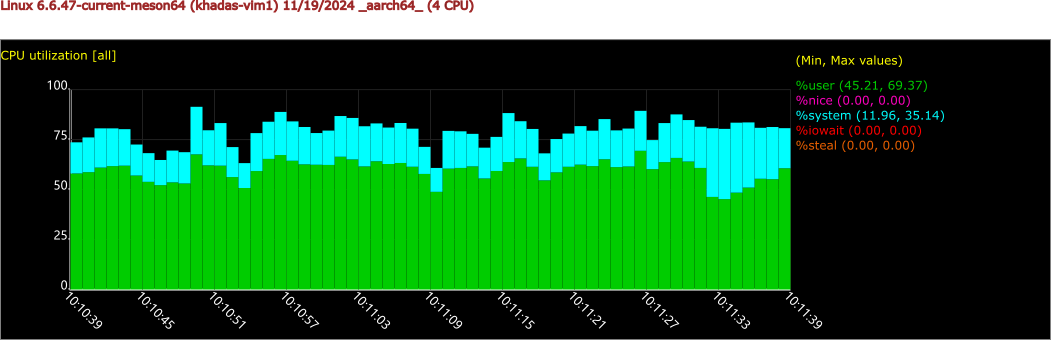 Linux 6.6.47-current-meson64 (khadas-vim1) 11/19/2024 _aarch64_ (4 CPU)
CPU utilization [all]
(Min, Max values)
%user (45.21, 69.37)
%nice (0.00, 0.00)
%system (11.96, 35.14)
%iowait (0.00, 0.00)
%steal (0.00, 0.00)
100
75
50
25
0
10:10:39
10:10:45
10:10:51
10:10:57
10:11:03
10:11:09
10:11:15
10:11:21
10:11:27
10:11:33
10:11:39